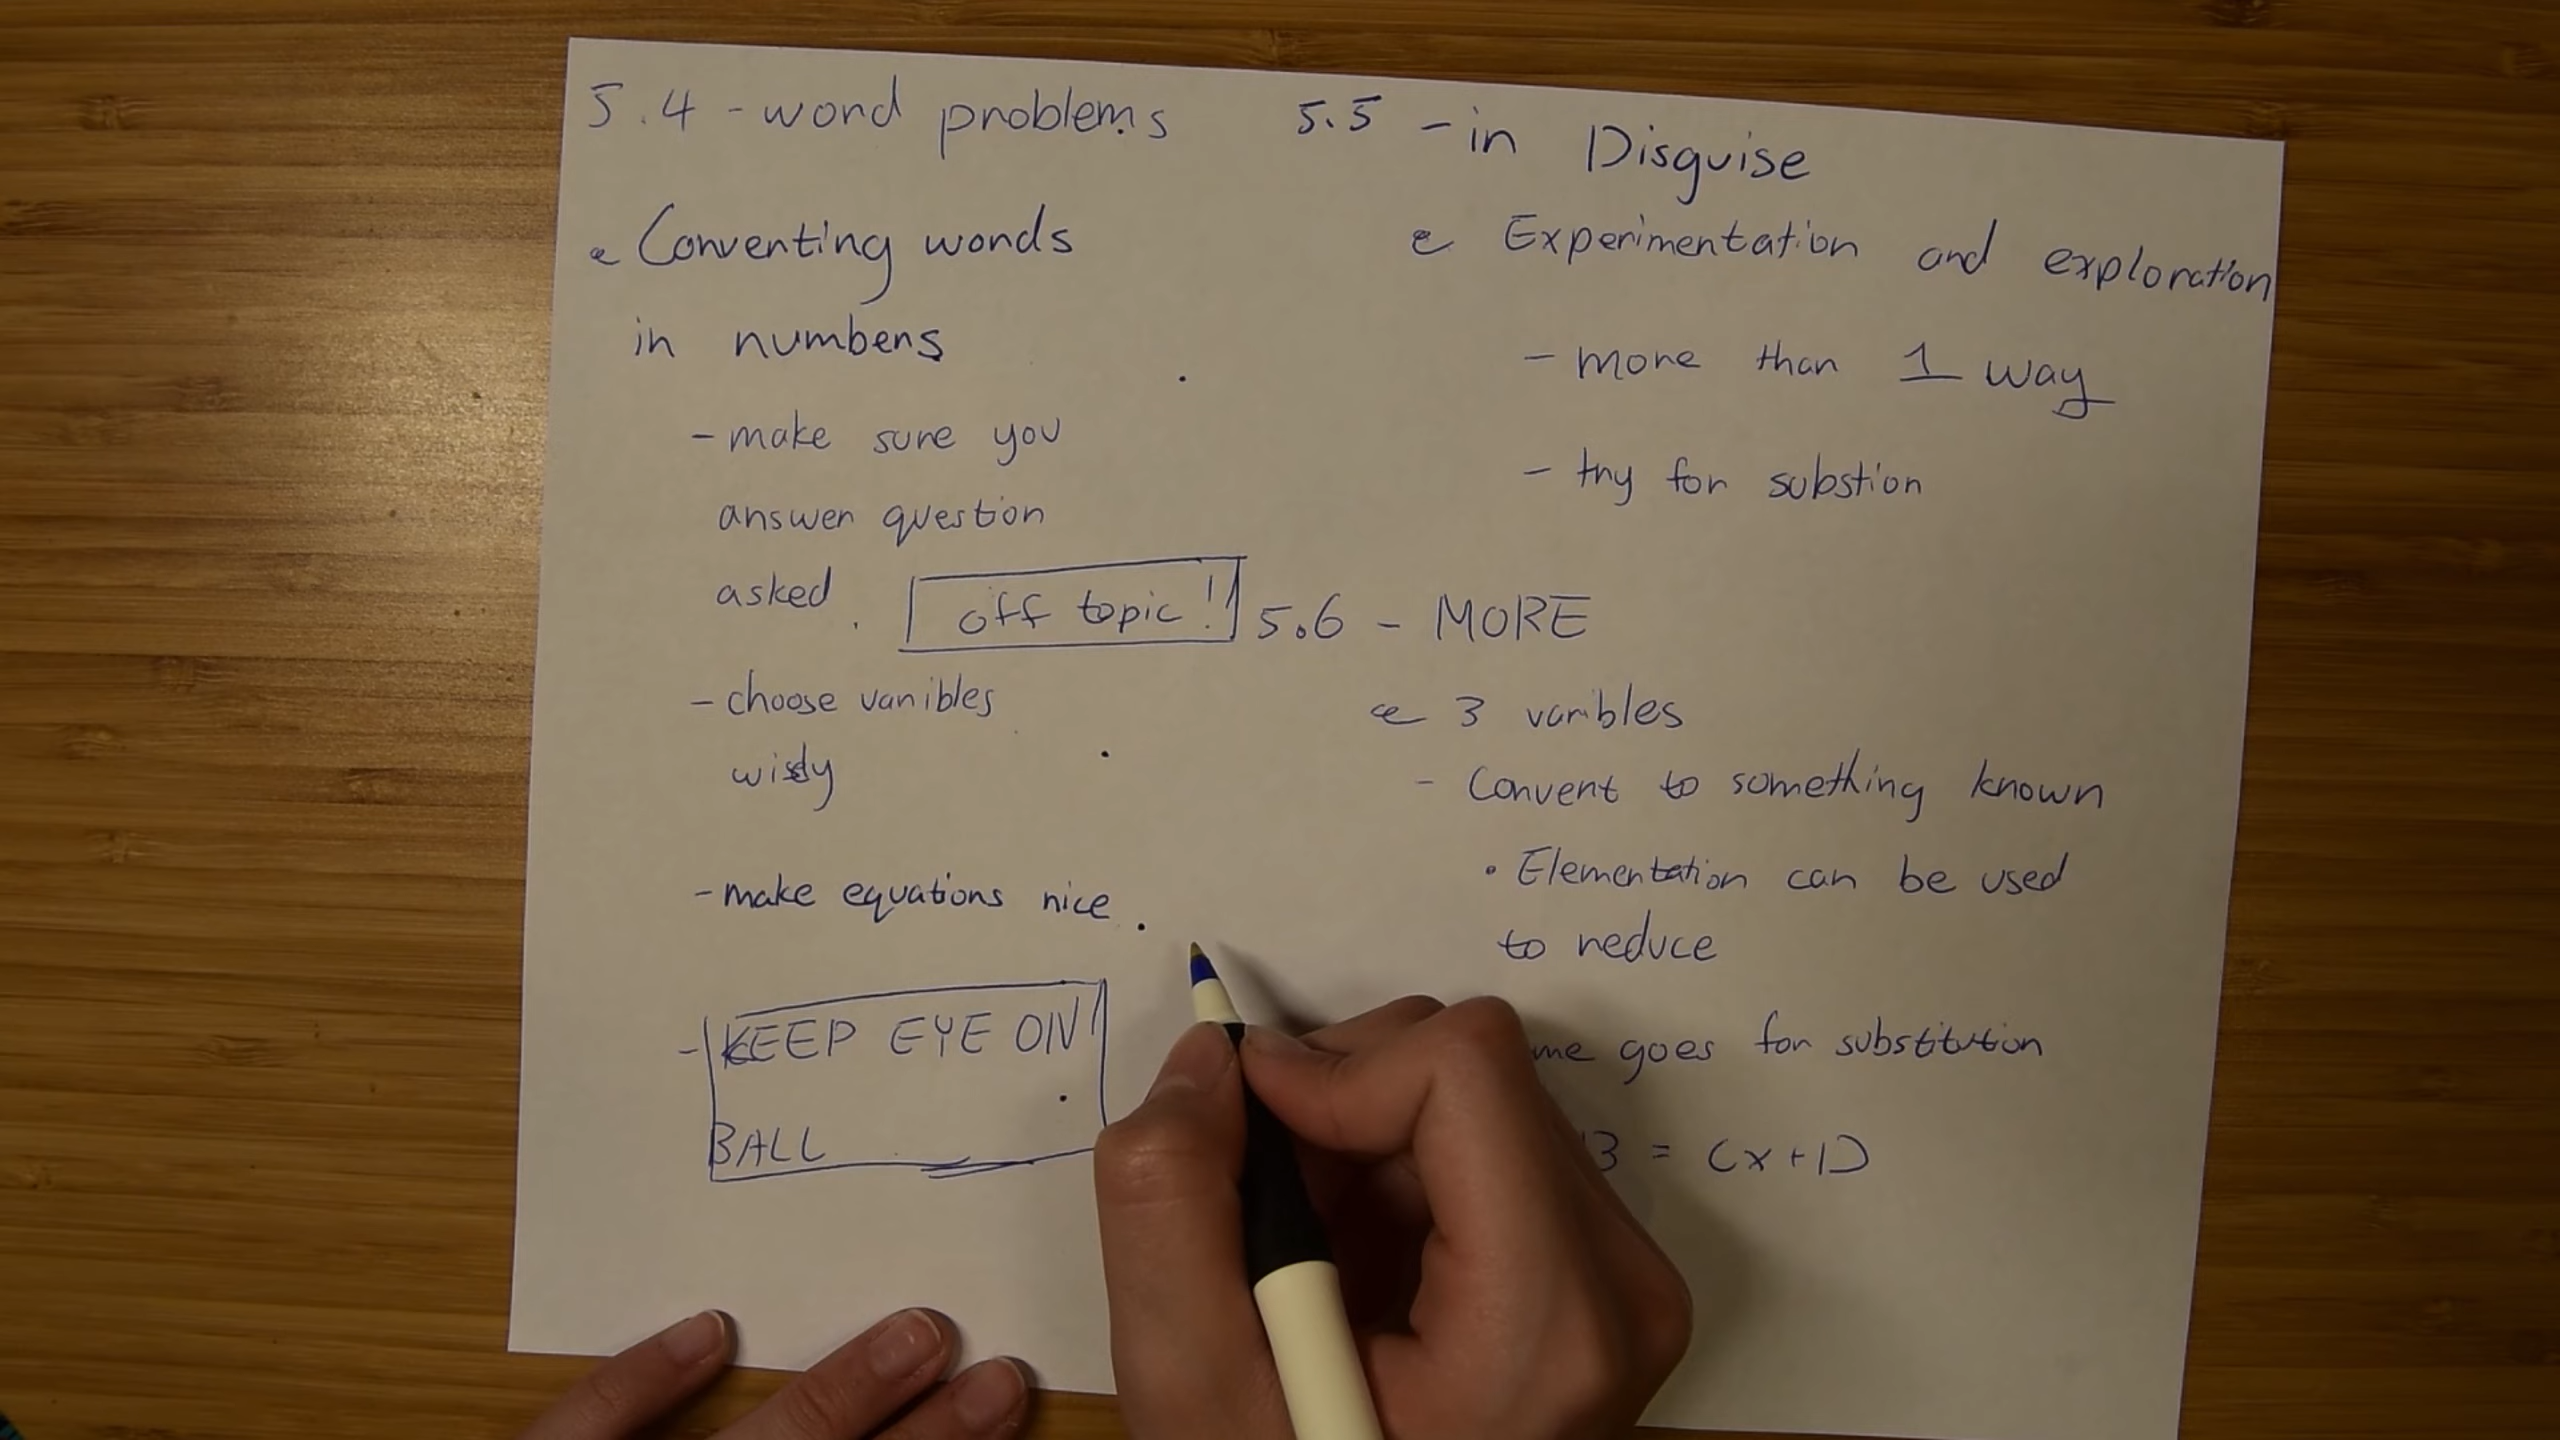 5.4 - word problems
Converting words
in numbers
- make sure you
answer question
asked
off topic!
- choose varibles
wisely
- make equations nice
- KEEP EYE ON
BALL
5.5 - in Disguise
Experimentation and exploration
- more than 1 way
- try for substion
5.6 - MORE
3 varibles
- Convert to something known
• Elementation can be used
to reduce
goes for substitution
3 = (x+1)